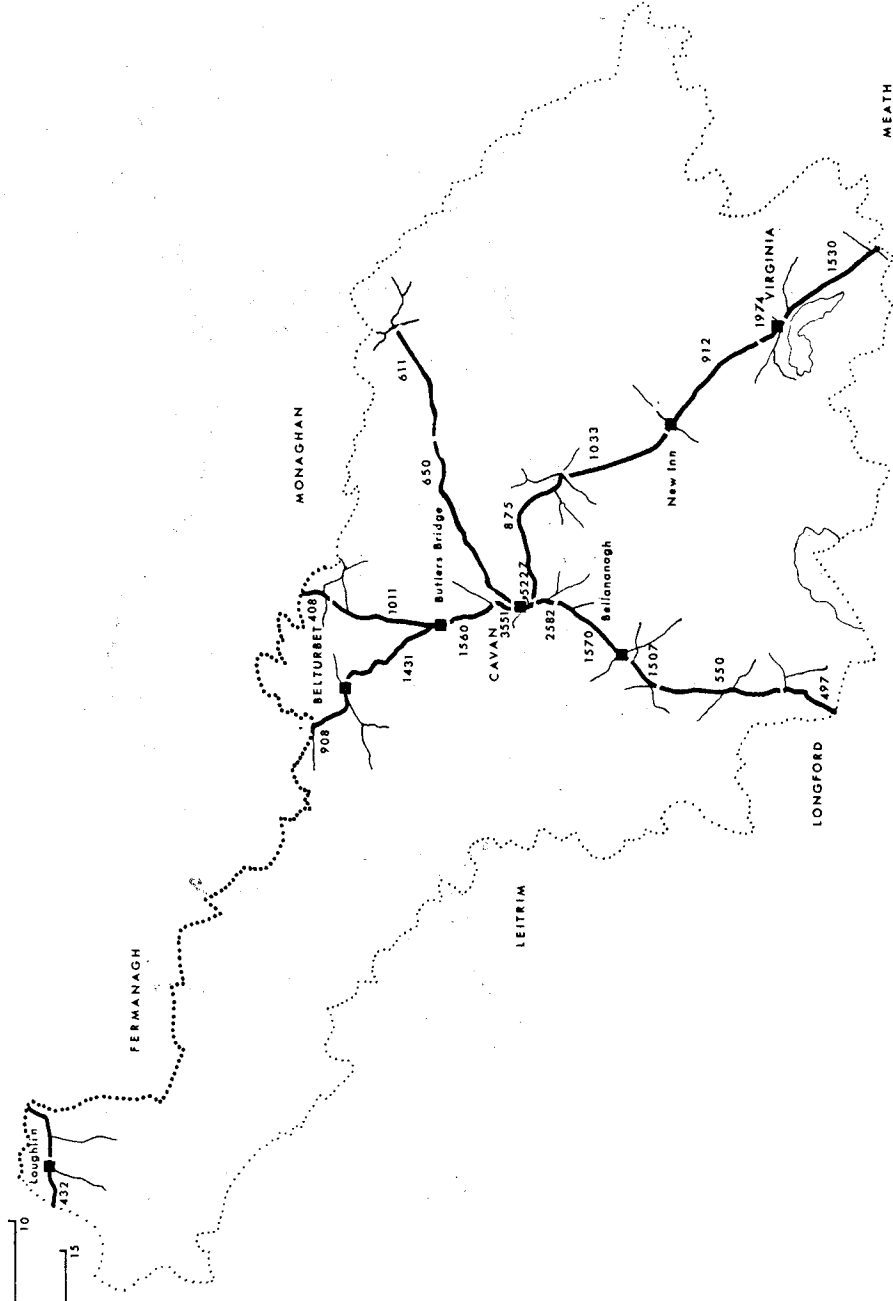 MEATH
MONAGHAN
611
650
VIRGINIA
1974
1530
912
1033
New Inn
875
Butlers Bridge
408
1011
BELTURBET
1431
908
1560
CAVAN
3551
5227
2582
Bellananagh
1570
1507
550
497
LONGFORD
LEITRIM
FERMANAGH
Loughlin
432
10
15